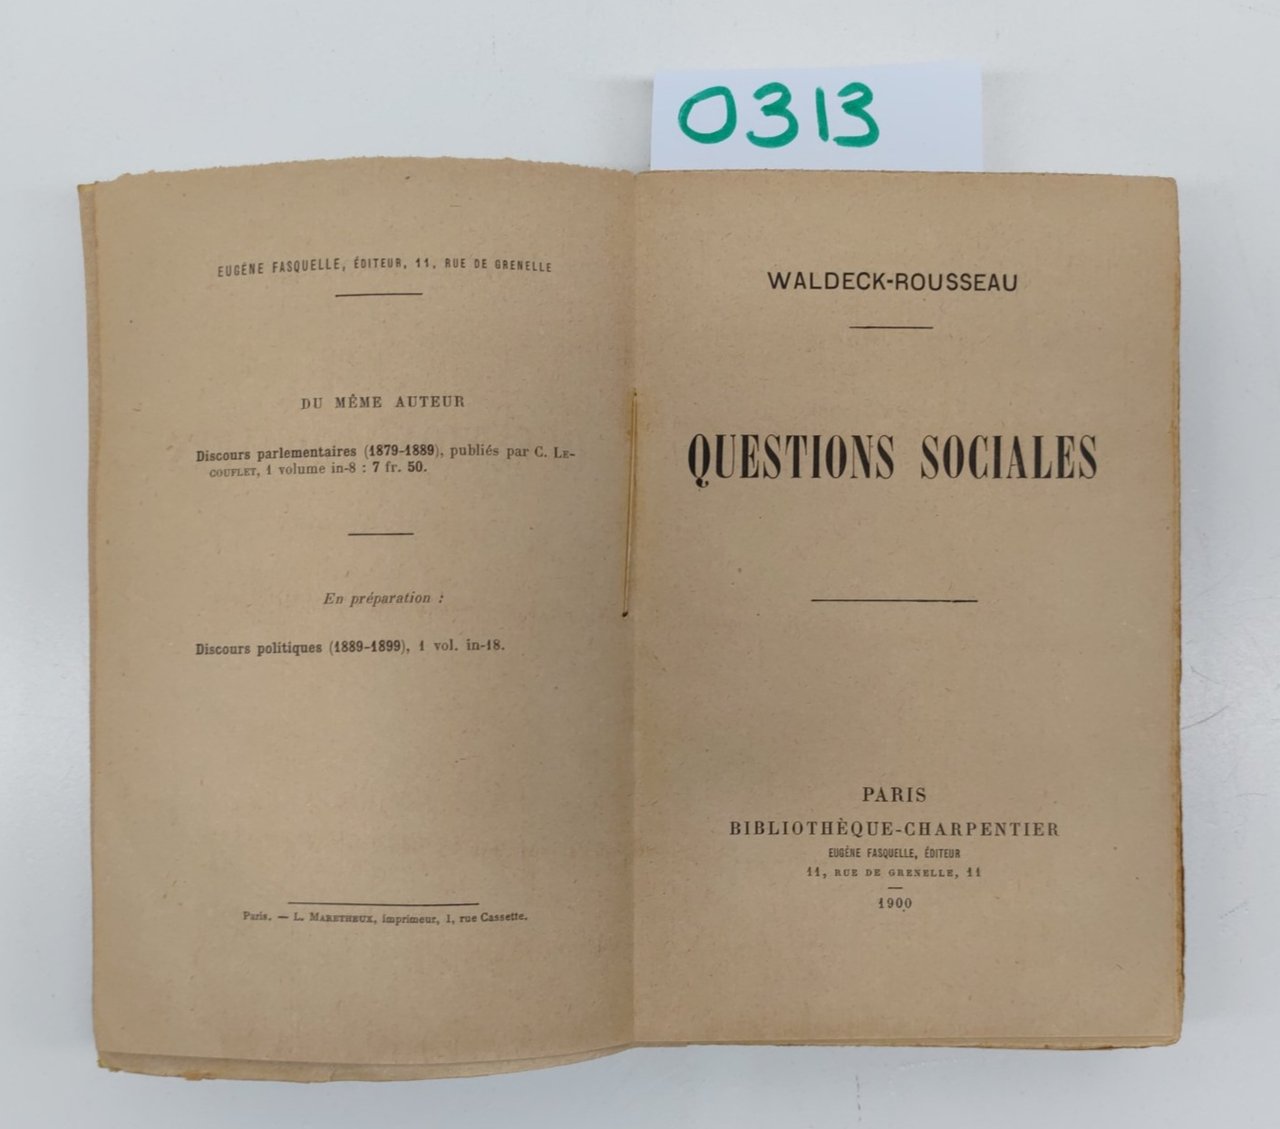 0313
EUGÈNE FASQUELLE, ÉDITEUR, 11, RUE DE GRENELLE
DU MÊME AUTEUR
Discours parlementaires (1879-1889), publiés par C. LE-
COUFLET, 1 volume in-8 : 7 fr. 50.
En préparation :
Discours politiques (1889-1899), 1 vol. in-18.
Paris. — L. MARETHEUX, imprimeur, 1, rue Cassette.
WALDECK-ROUSSEAU
QUESTIONS SOCIALES
PARIS
BIBLIOTHÈQUE-CHARPENTIER
EUGÈNE FASQUELLE, ÉDITEUR
11, RUE DE GRENELLE, 11
1900